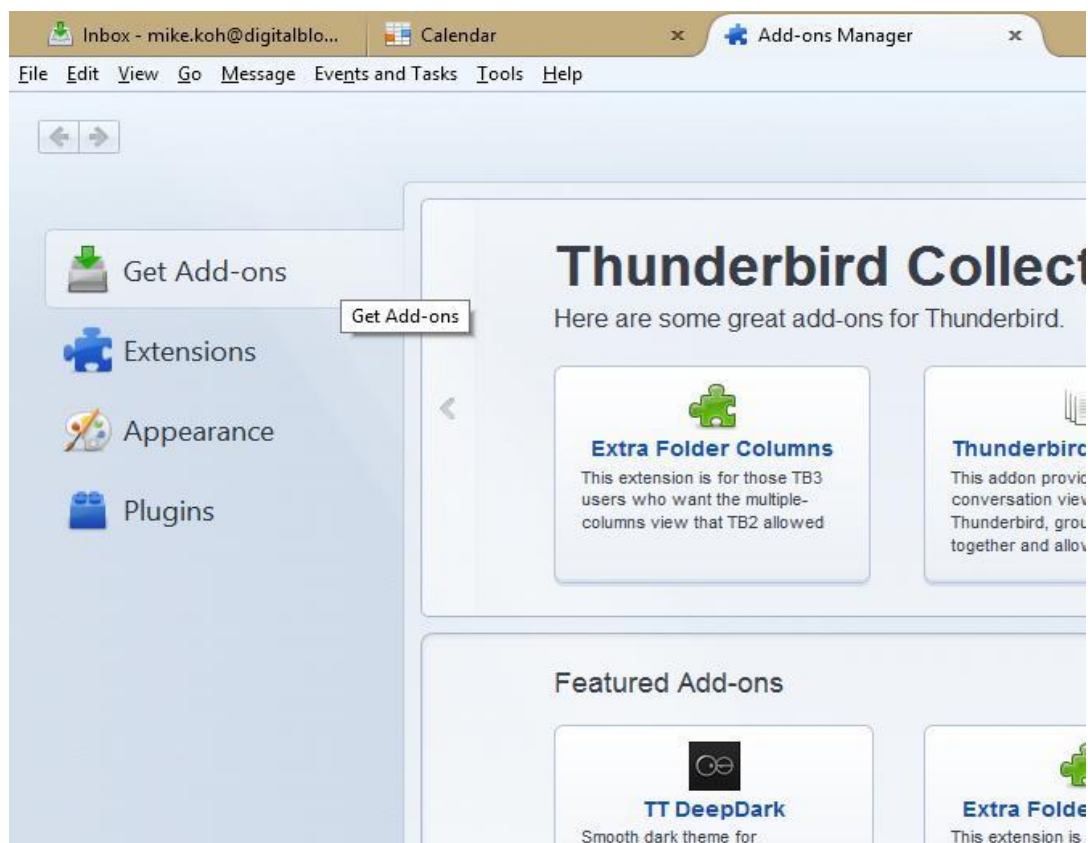 Inbox - mike.koh@digitalblo...
Calendar
Add-ons Manager
File Edit View Go Message Events and Tasks Tools Help
Get Add-ons
Get Add-ons
Extensions
Appearance
Plugins
Thunderbird Collect
Here are some great add-ons for Thunderbird.
Extra Folder Columns
This extension is for those TB3
users who want the multiple-
columns view that TB2 allowed
Thunderbird
This addon provid
conversation view
Thunderbird, grou
together and allow
Featured Add-ons
TT DeepDark
Smooth dark theme for
Extra Folde
This extension is